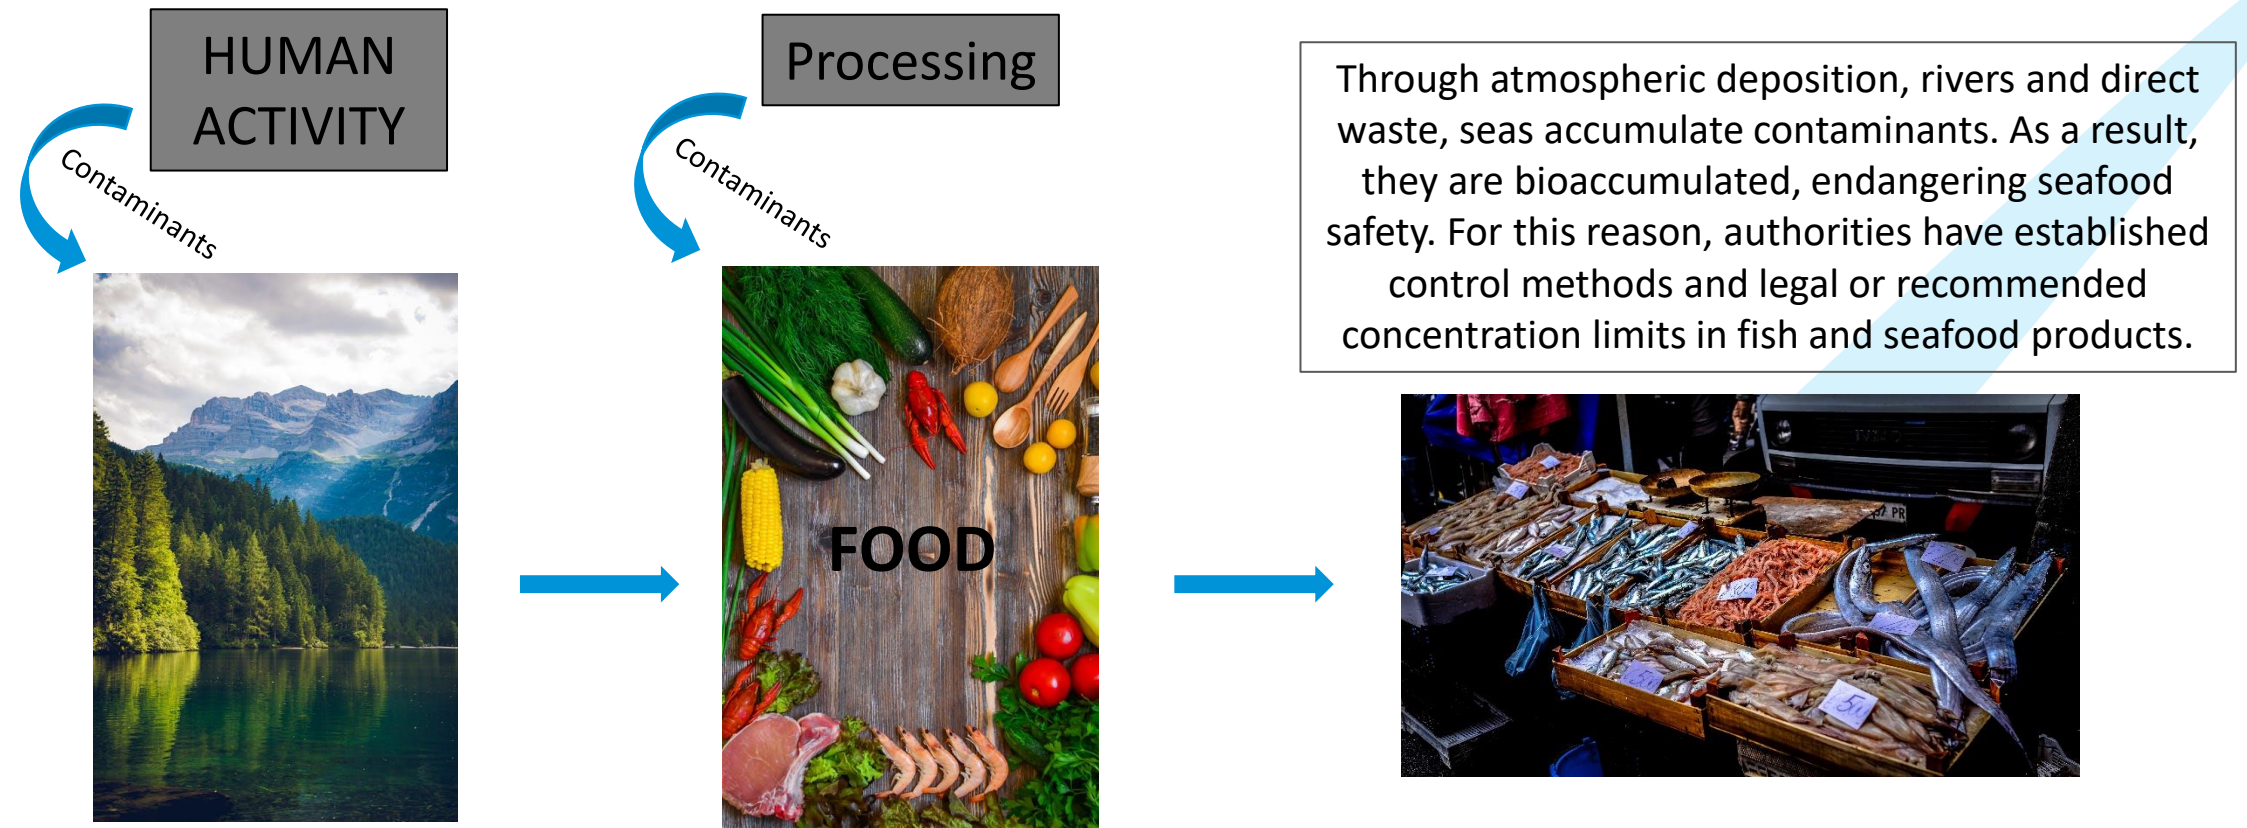 HUMAN
ACTIVITY
Contaminants
Processing
Contaminants
FOOD
Through atmospheric deposition, rivers and direct
waste, seas accumulate contaminants. As a result,
they are bioaccumulated, endangering seafood
safety. For this reason, authorities have established
control methods and legal or recommended
concentration limits in fish and seafood products.